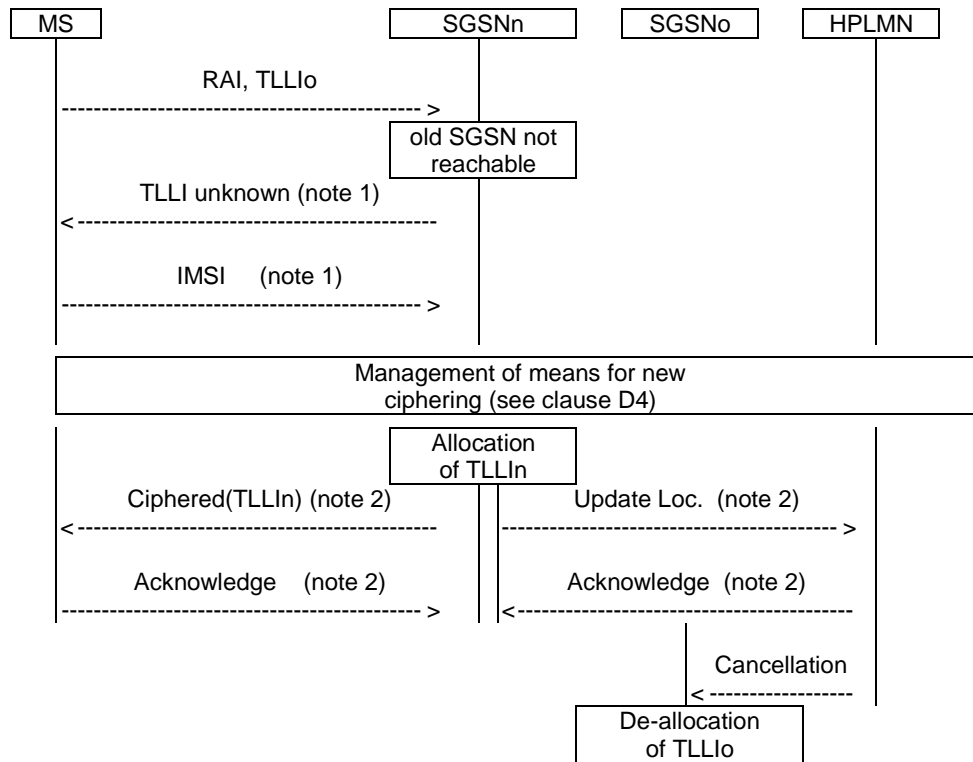 MS
SGSNn
SGSNo
HPLMN
RAI, TLLIo
old SGSN not
reachable
TLLI unknown (note 1)
IMSI (note 1)
Management of means for new
ciphering (see clause D4)
Allocation
of TLLIn
Ciphered(TLLIn) (note 2)
Update Loc. (note 2)
Acknowledge (note 2)
Acknowledge (note 2)
Cancellation
De-allocation
of TLLIo